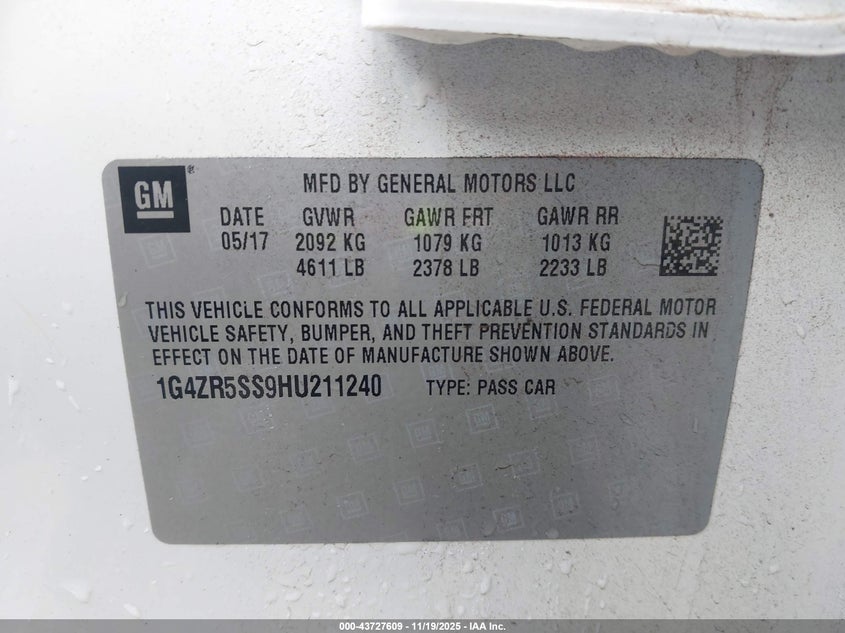 GM
MFD BY GENERAL MOTORS LLC
DATE GVWR GAWR FRT GAWR RR
05/17 2092 KG 1079 KG 1013 KG
4611 LB 2378 LB 2233 LB
THIS VEHICLE CONFORMS TO ALL APPLICABLE U.S. FEDERAL MOTOR
VEHICLE SAFETY, BUMPER, AND THEFT PREVENTION STANDARDS IN
EFFECT ON THE DATE OF MANUFACTURE SHOWN ABOVE.
1G4ZR5SS9HU211240 TYPE: PASS CAR
000-43727609 - 11/19/2025 - IAA Inc.